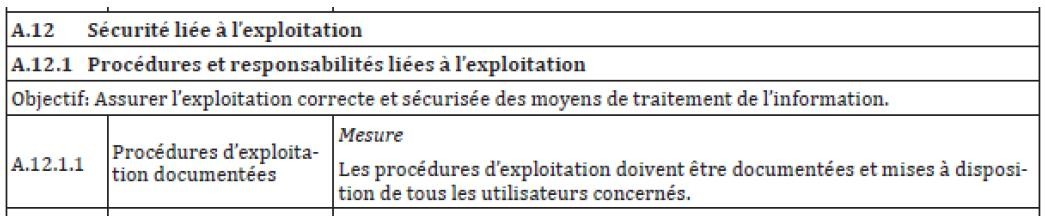 A.12 Sécurité liée à l'exploitation
A.12.1 Procédures et responsabilités liées à l'exploitation
Objectif: Assurer l'exploitation correcte et sécurisée des moyens de traitement de l'information.
A.12.1.1
Procédures d'exploita-
tion documentées
Mesure
Les procédures d'exploitation doivent être documentées et mises à disposi-
tion de tous les utilisateurs concernés.